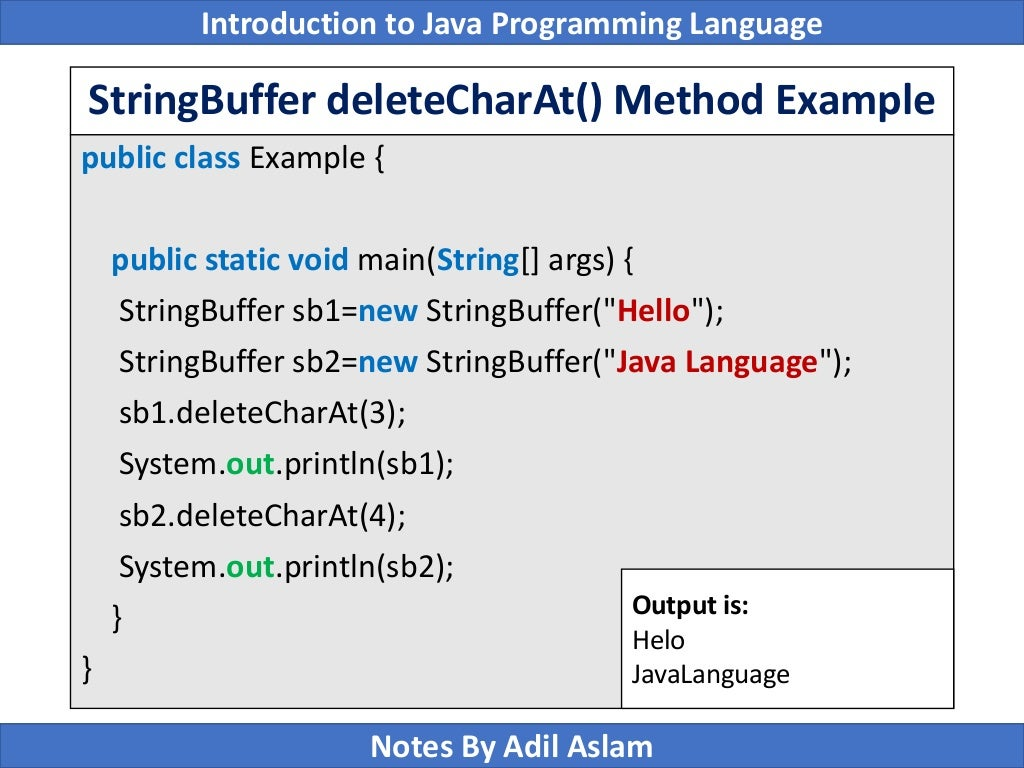 Introduction to Java Programming Language
StringBuffer deleteCharAt() Method Example
public class Example {
public static void main(String[] args) {
StringBuffer sb1=new StringBuffer("Hello");
StringBuffer sb2=new StringBuffer("Java Language");
sb1.deleteCharAt(3);
System.out.println(sb1);
sb2.deleteCharAt(4);
System.out.println(sb2);
}
}
Output is:
Helo
JavaLanguage
Notes By Adil Aslam